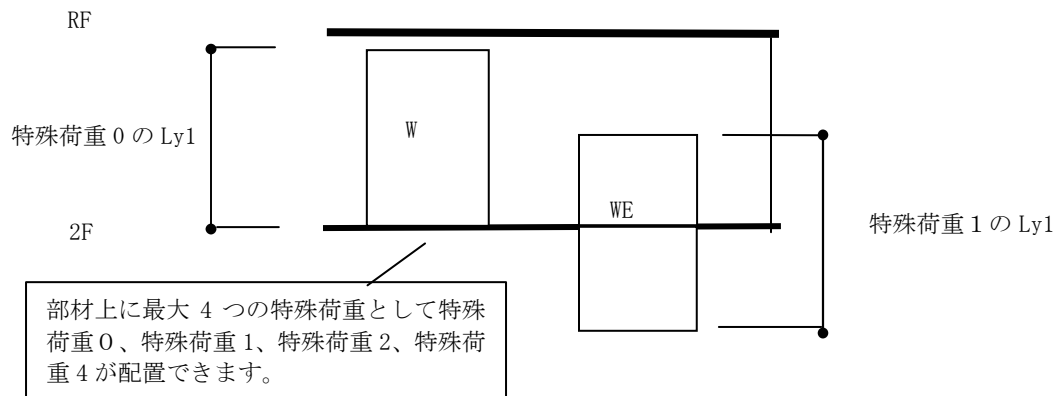 RF
特殊荷重０の Ly1
W
WE
2F
特殊荷重１の Ly1
部材上に最大 4 つの特殊荷重として特殊
荷重０、特殊荷重 1、特殊荷重 2、特殊荷
重 4 が配置できます。